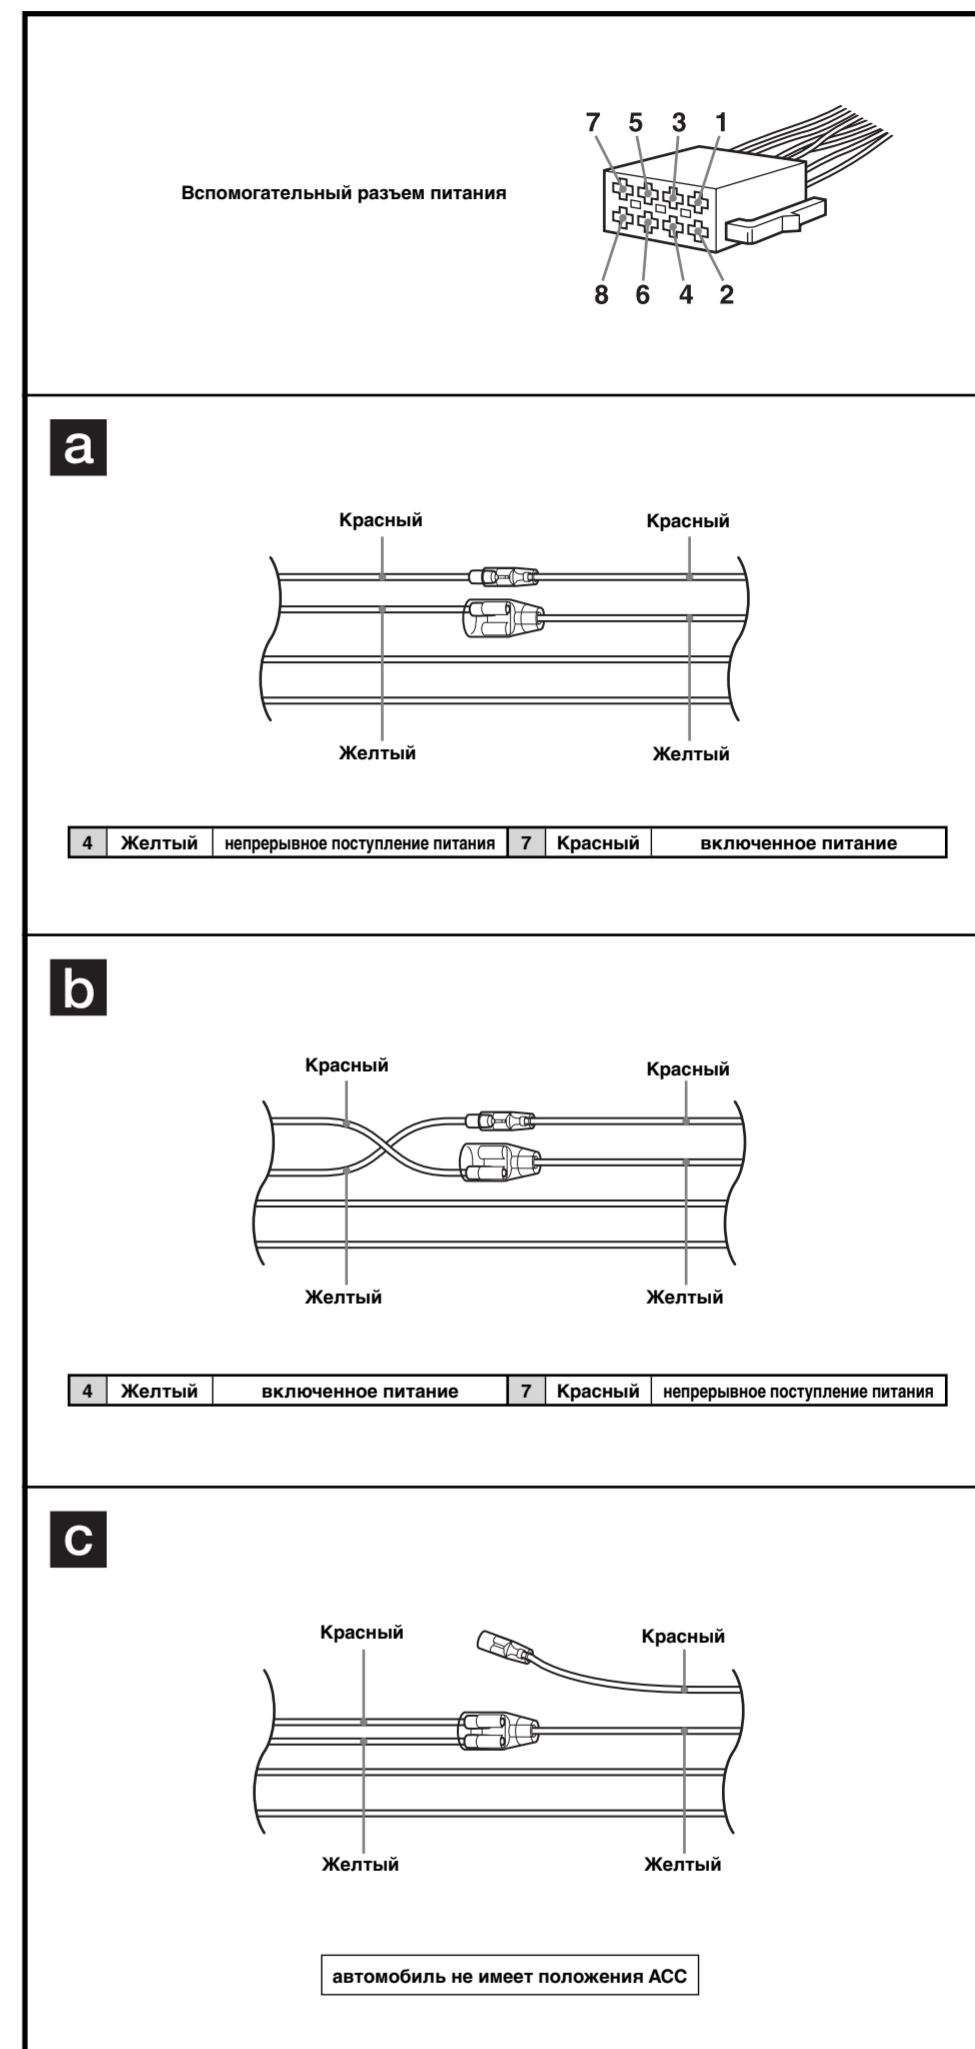 7 5 3 1
Вспомогательный разъем питания
8 6 4 2
a
Красный Красный
Желтый Желтый
4 Желтый непрерывное поступление питания 7 Красный включенное питание
b
Красный Красный
Желтый Желтый
4 Желтый включенное питание 7 Красный непрерывное поступление питания
c
Красный Красный
Желтый Желтый
автомобиль не имеет положения ACC